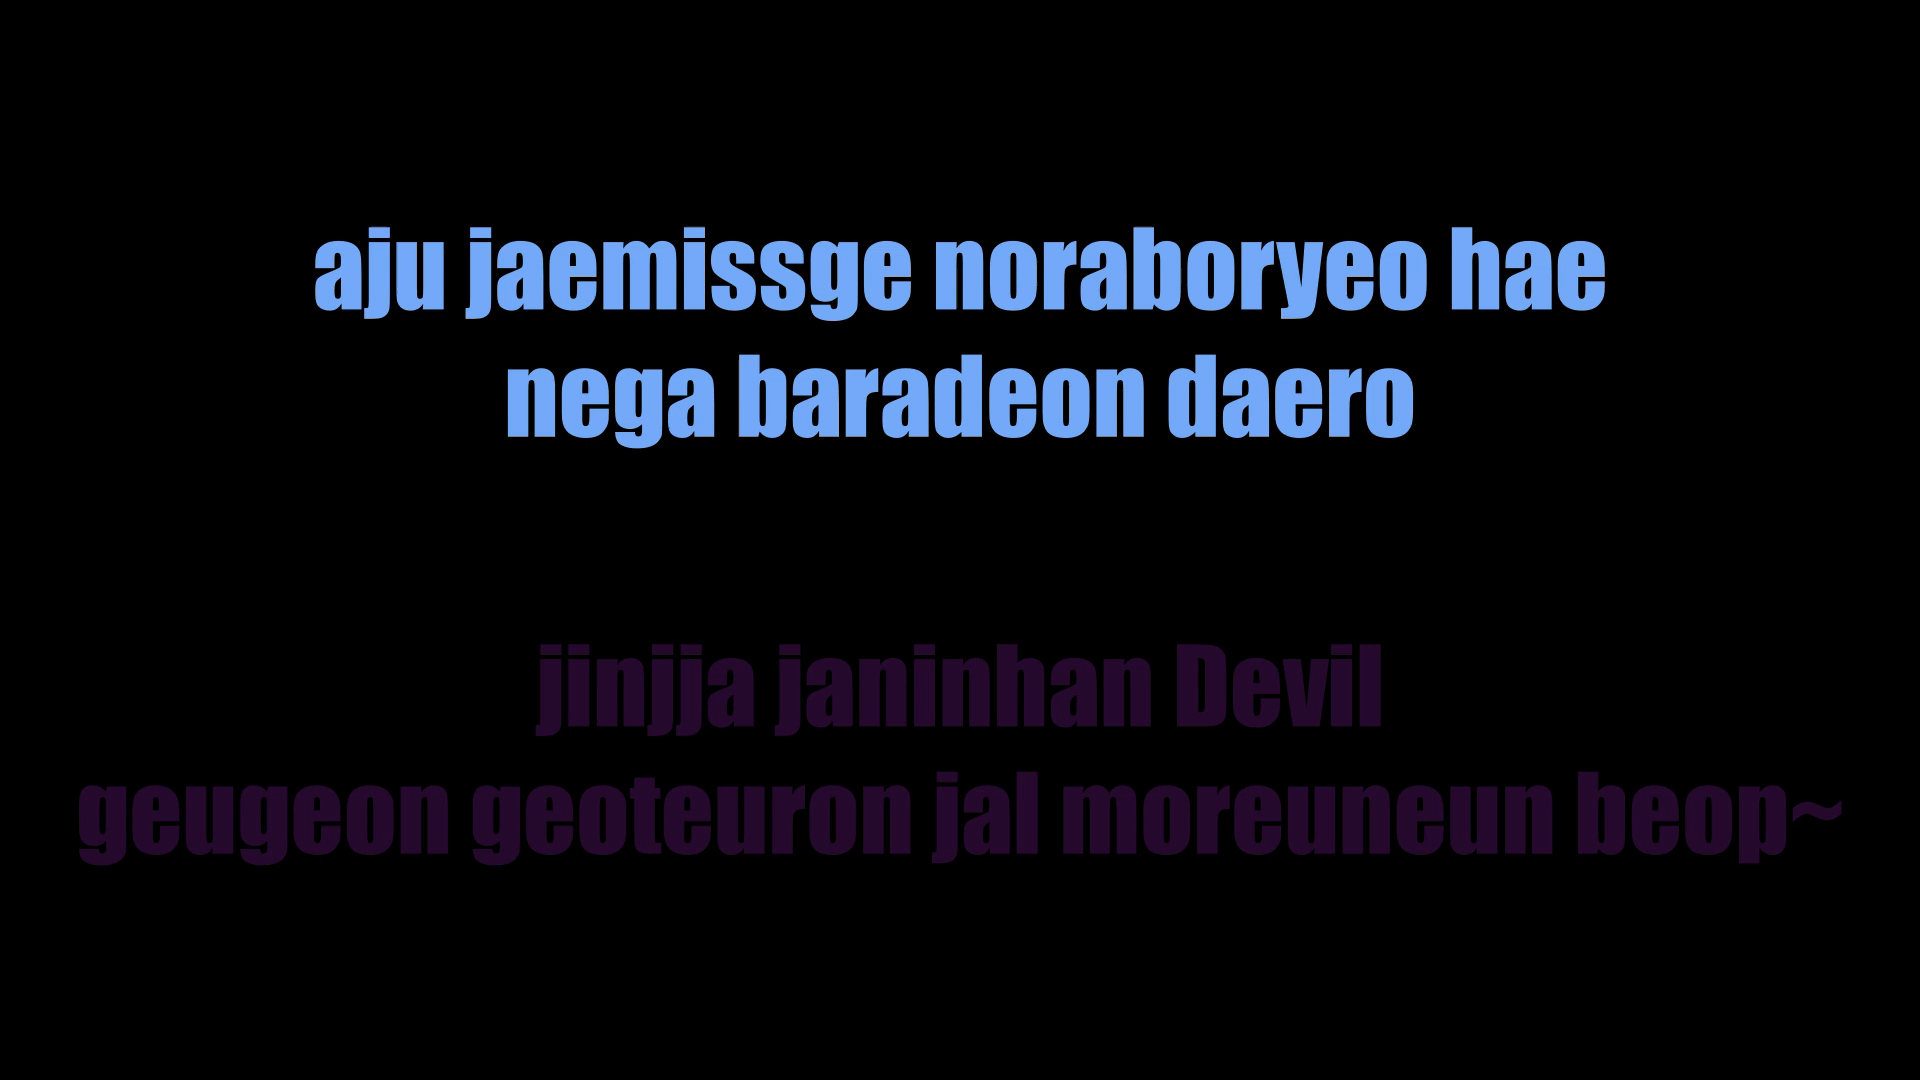 aju jaemissge noraboryeo hae
nega baradeon daero
jinjja janinhan Devil
geugeon geoteuron jal moreuneun beop~